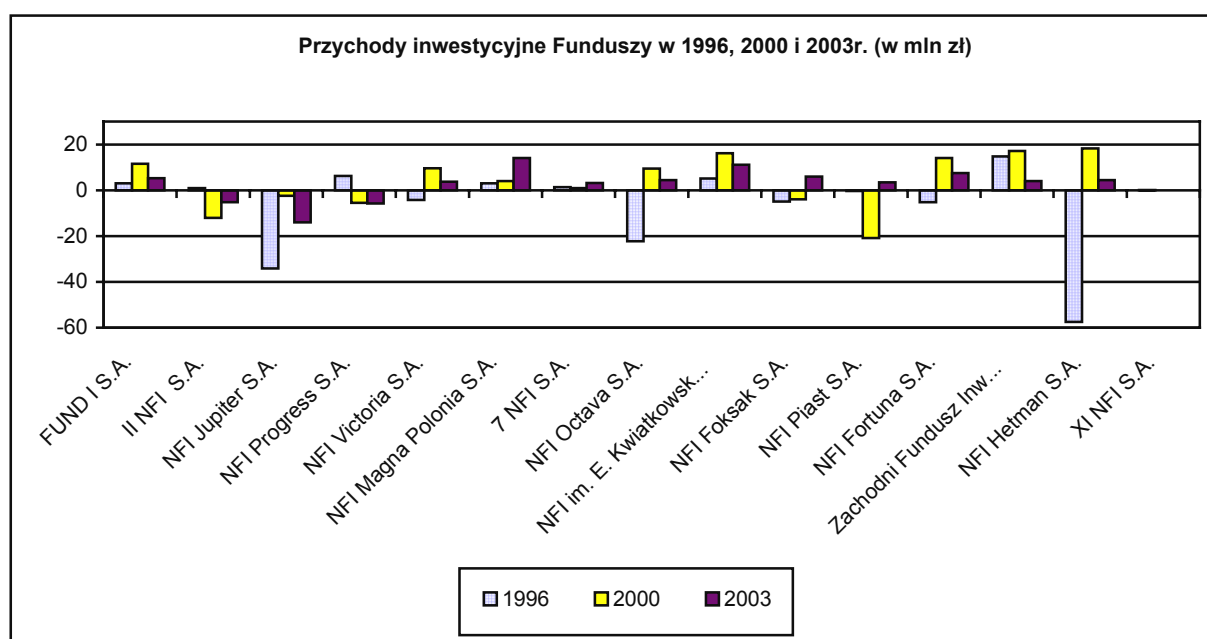 Przychody inwestycyjne Funduszy w 1996, 2000 i 2003r. (w mln zł)
20
0
-20
-40
-60
FUND I S.A.
II NFI S.A.
NFI Jupiter S.A.
NFI Progress S.A.
NFI Victoria S.A.
NFI Magna Polonia S.A.
7 NFI S.A.
NFI Octava S.A.
NFI im. E. Kwiatkowsk...
NFI Foksak S.A.
NFI Piast S.A.
NFI Fortuna S.A.
Zachodni Fundusz Inw...
NFI Hetman S.A.
XI NFI S.A.
1996 2000 2003